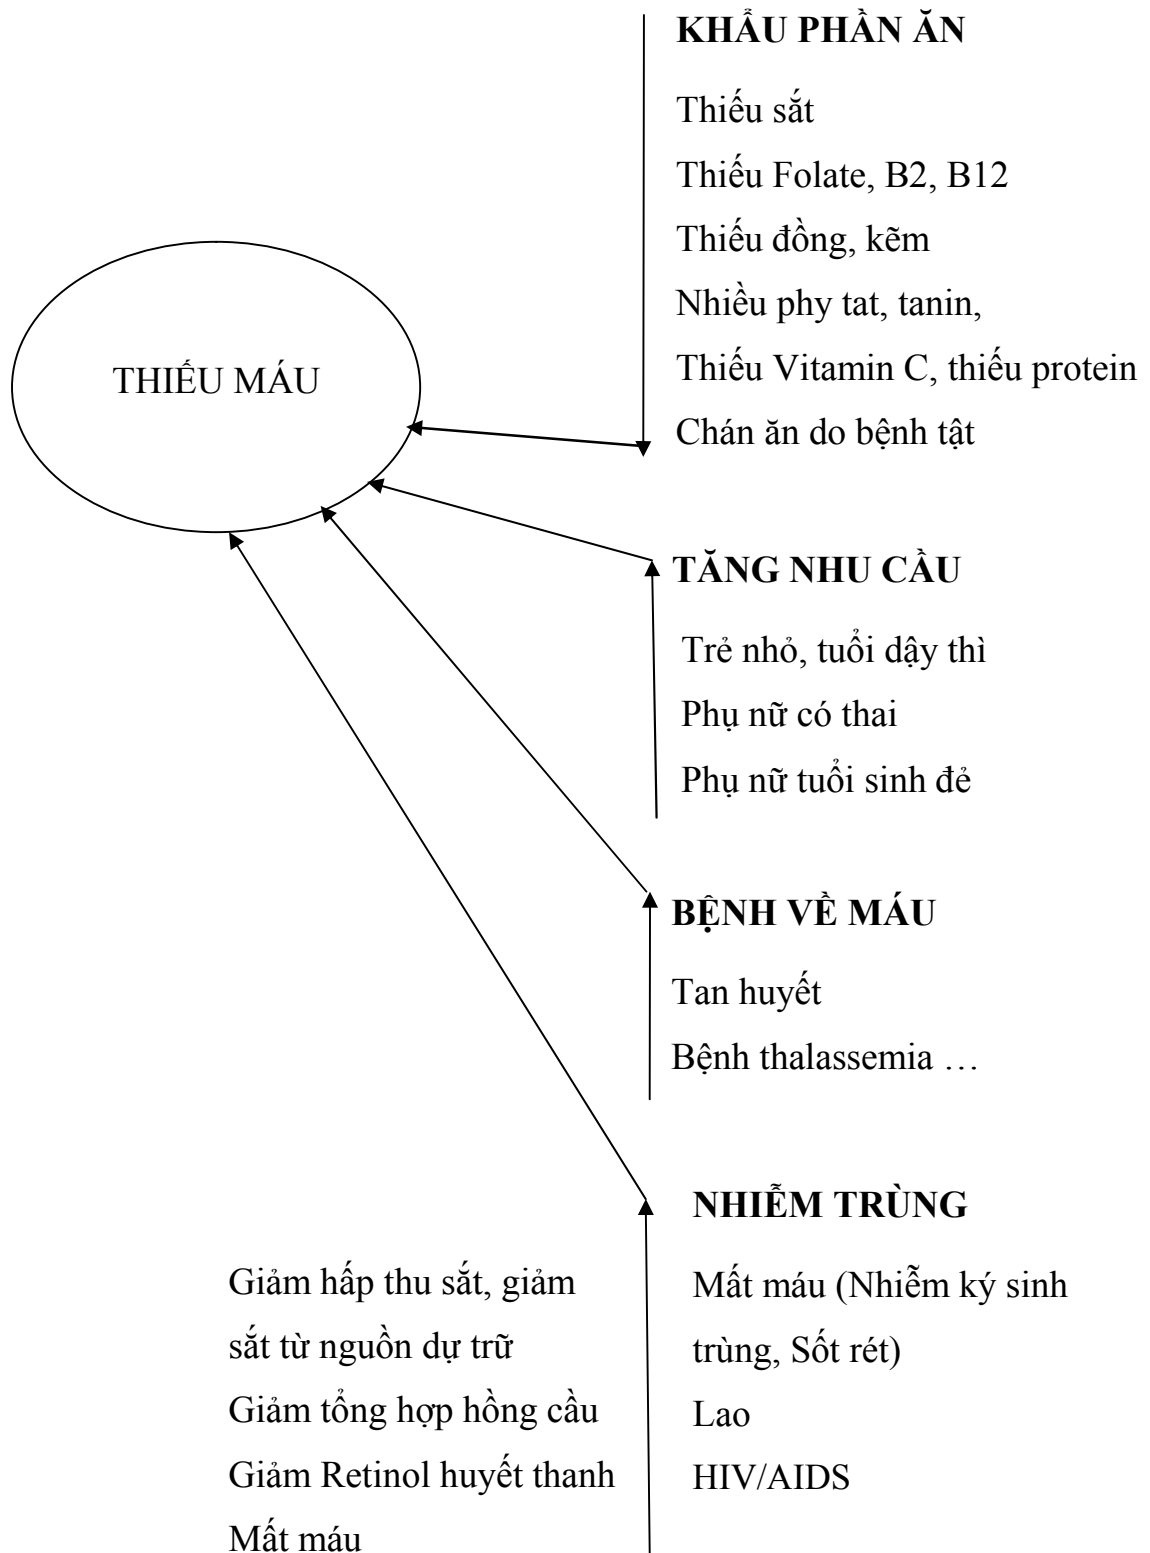 KHẨU PHẦN ĂN
Thiếu sắt
Thiếu Folate, B2, B12
Thiếu đồng, kẽm
Nhiều phy tat, tanin,
Thiếu Vitamin C, thiếu protein
Chán ăn do bệnh tật
THIẾU MÁU
TĂNG NHU CẦU
Trẻ nhỏ, tuổi dậy thì
Phụ nữ có thai
Phụ nữ tuổi sinh đẻ
BỆNH VỀ MÁU
Tan huyết
Bệnh thalassemia …
NHIỄM TRÙNG
Mất máu (Nhiễm ký sinh
trùng, Sốt rét)
Lao
HIV/AIDS
Giảm hấp thu sắt, giảm
sắt từ nguồn dự trữ
Giảm tổng hợp hồng cầu
Giảm Retinol huyết thanh
Mất máu